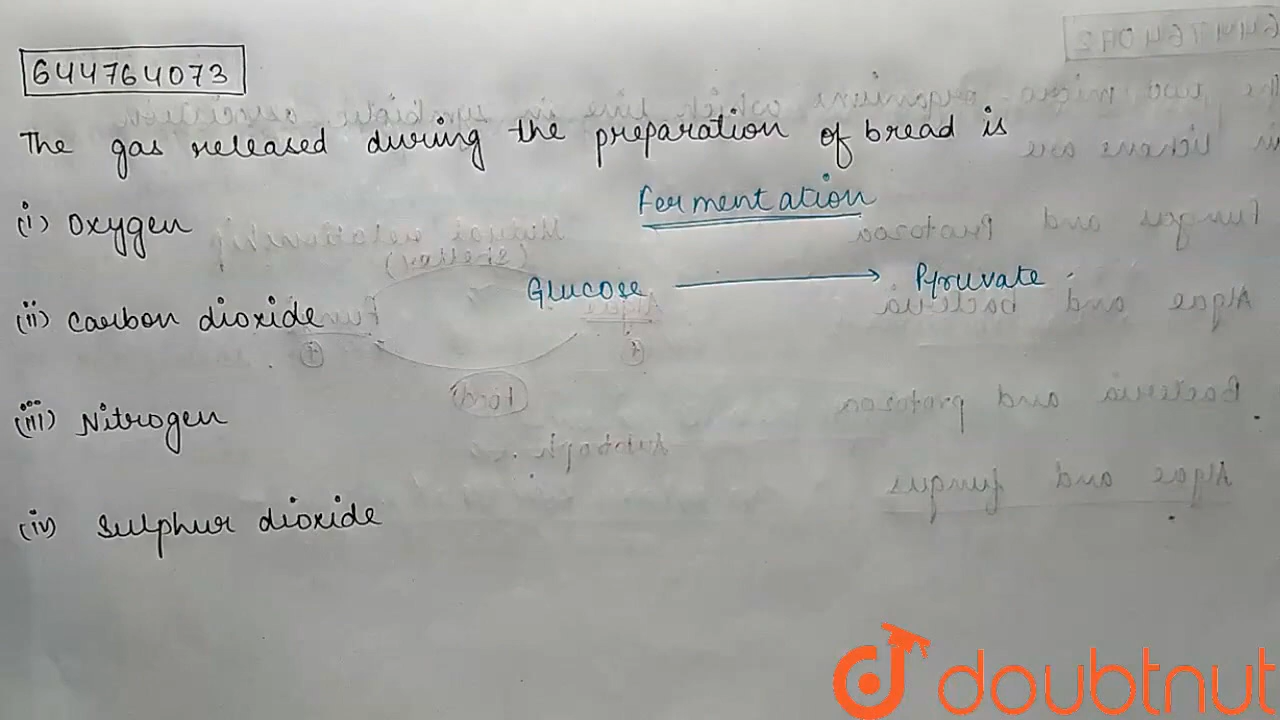 644764073
The gas released during the preparation of bread is
Fermentation
(i) Oxygen
Glucose → Pyruvate
(ii) Carbon dioxide
(iii) Nitrogen
(iv) Sulphur dioxide
doubtnut